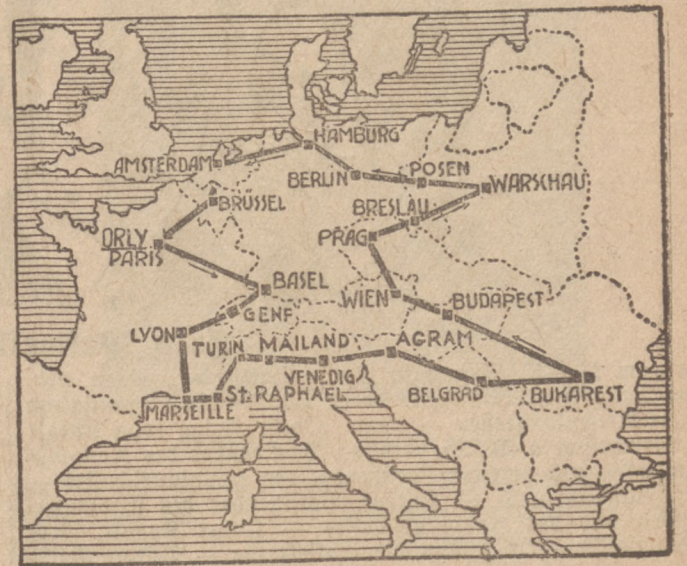 HAMBURG
AMSTERDAM
POSEN
BERLIN
WARSCHAU
BRÜSSEL
BRESLAU
ORLY
PARIS
PRAG
BASEL
WIEN
BUDAPEST
GENF
LYON
TURIN
MAILAND
AGRAM
VENEDIG
St. RAPHAEL
BELGRAD
BUKAREST
MARSEILLE